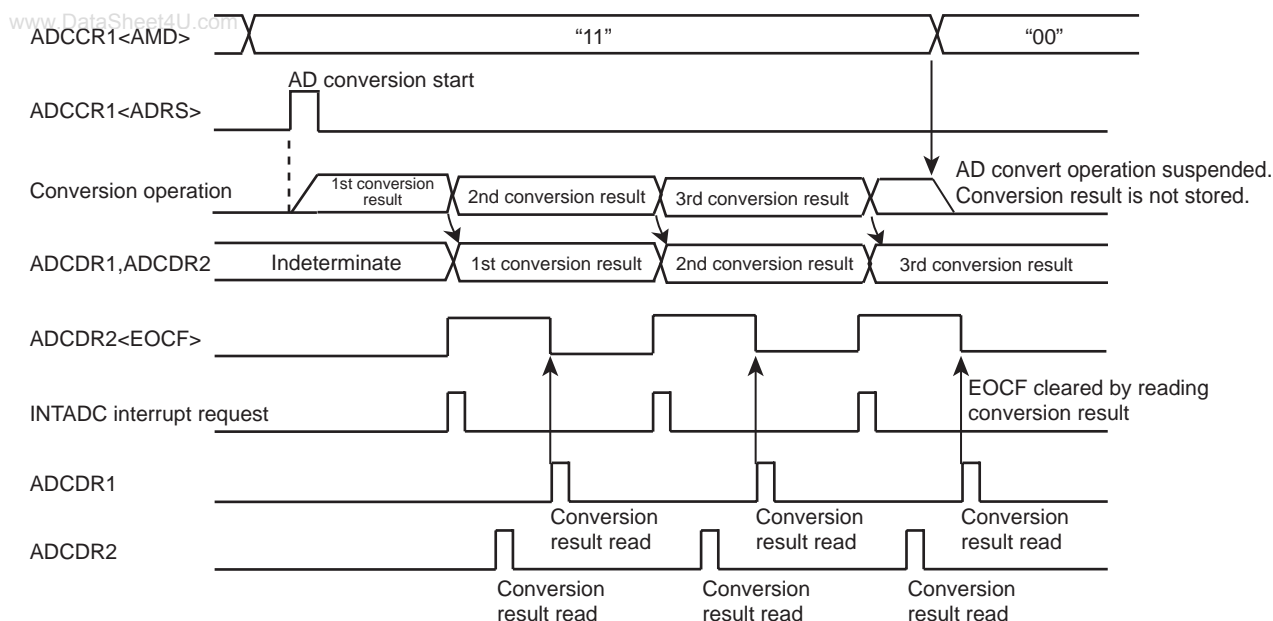 www.DataSheet4U.com
ADCCR1<AMD>
“11”
“00”
AD conversion start
ADCCR1<ADRS>
AD convert operation suspended.
Conversion result is not stored.
Conversion operation
1st conversion
result
2nd conversion result
3rd conversion result
ADCDR1,ADCDR2
Indeterminate
1st conversion result
2nd conversion result
3rd conversion result
ADCDR2<EOCF>
EOCF cleared by reading
conversion result
INTADC interrupt request
ADCDR1
Conversion
result read
Conversion
result read
Conversion
result read
ADCDR2
Conversion
result read
Conversion
result read
Conversion
result read